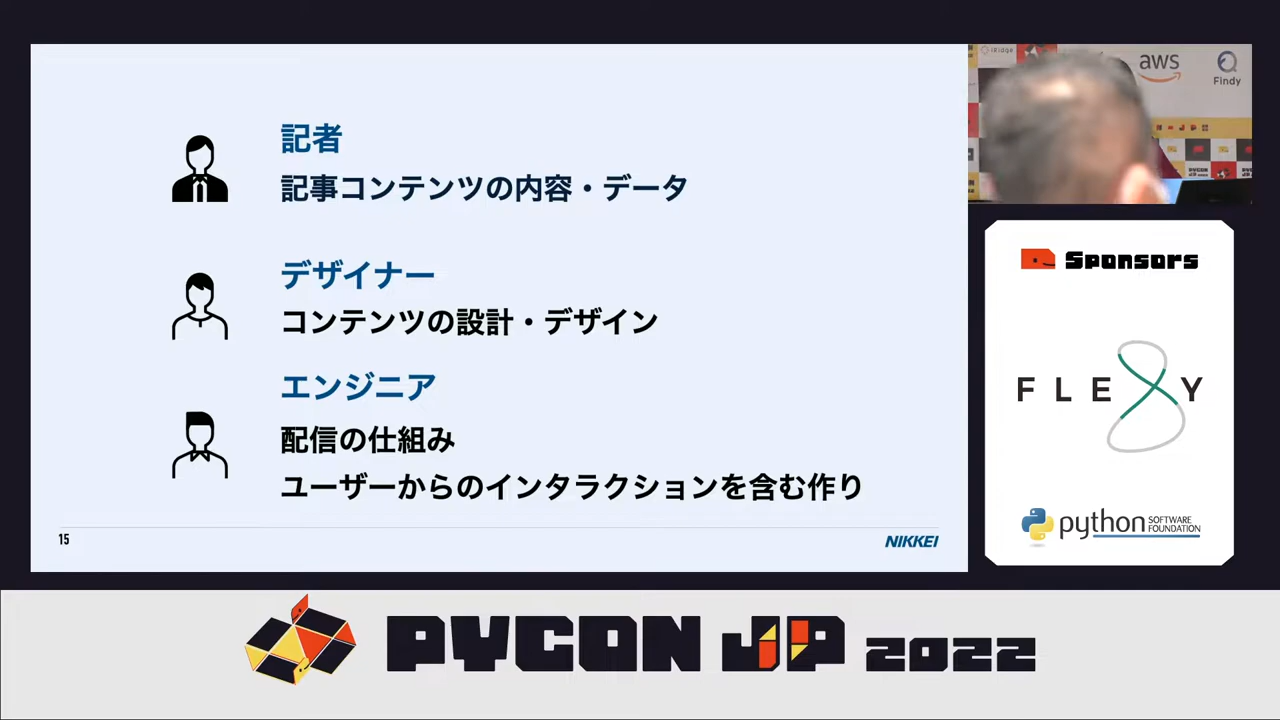 記者
記事コンテンツの内容・データ
デザイナー
コンテンツの設計・デザイン
エンジニア
配信の仕組み
ユーザーからのインタラクションを含む作り
15
NIKKEI
iRidge
aws
Findy
Sponsors
FLEXY
python SOFTWARE FOUNDATION
PYCON JP 2022